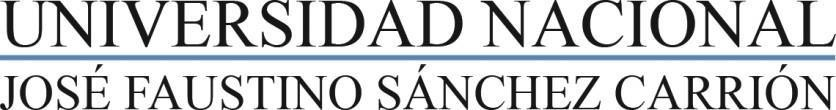 UNIVERSIDAD NACIONAL
JOSÉ FAUSTINO SÁNCHEZ CARRIÓN